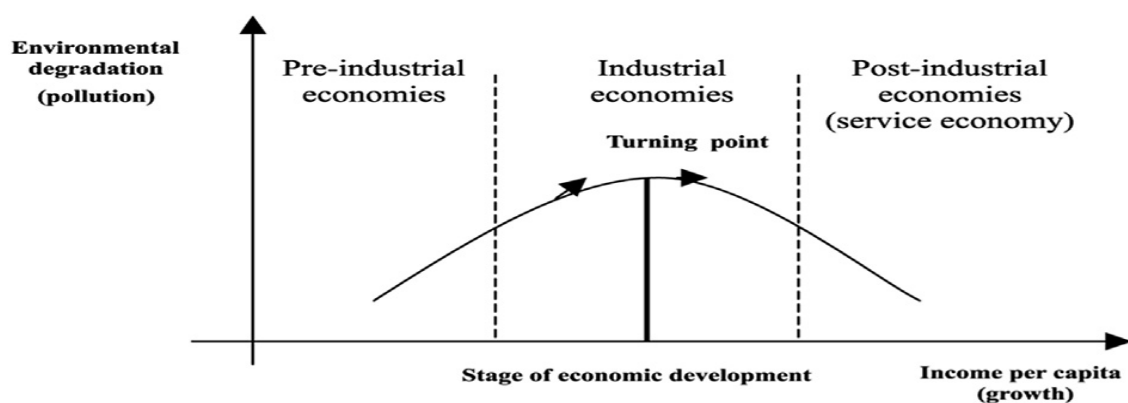 Environmental
degradation
(pollution)
Pre-industrial
economies
Industrial
economies
Post-industrial
economies
(service economy)
Turning point
Stage of economic development
Income per capita
(growth)